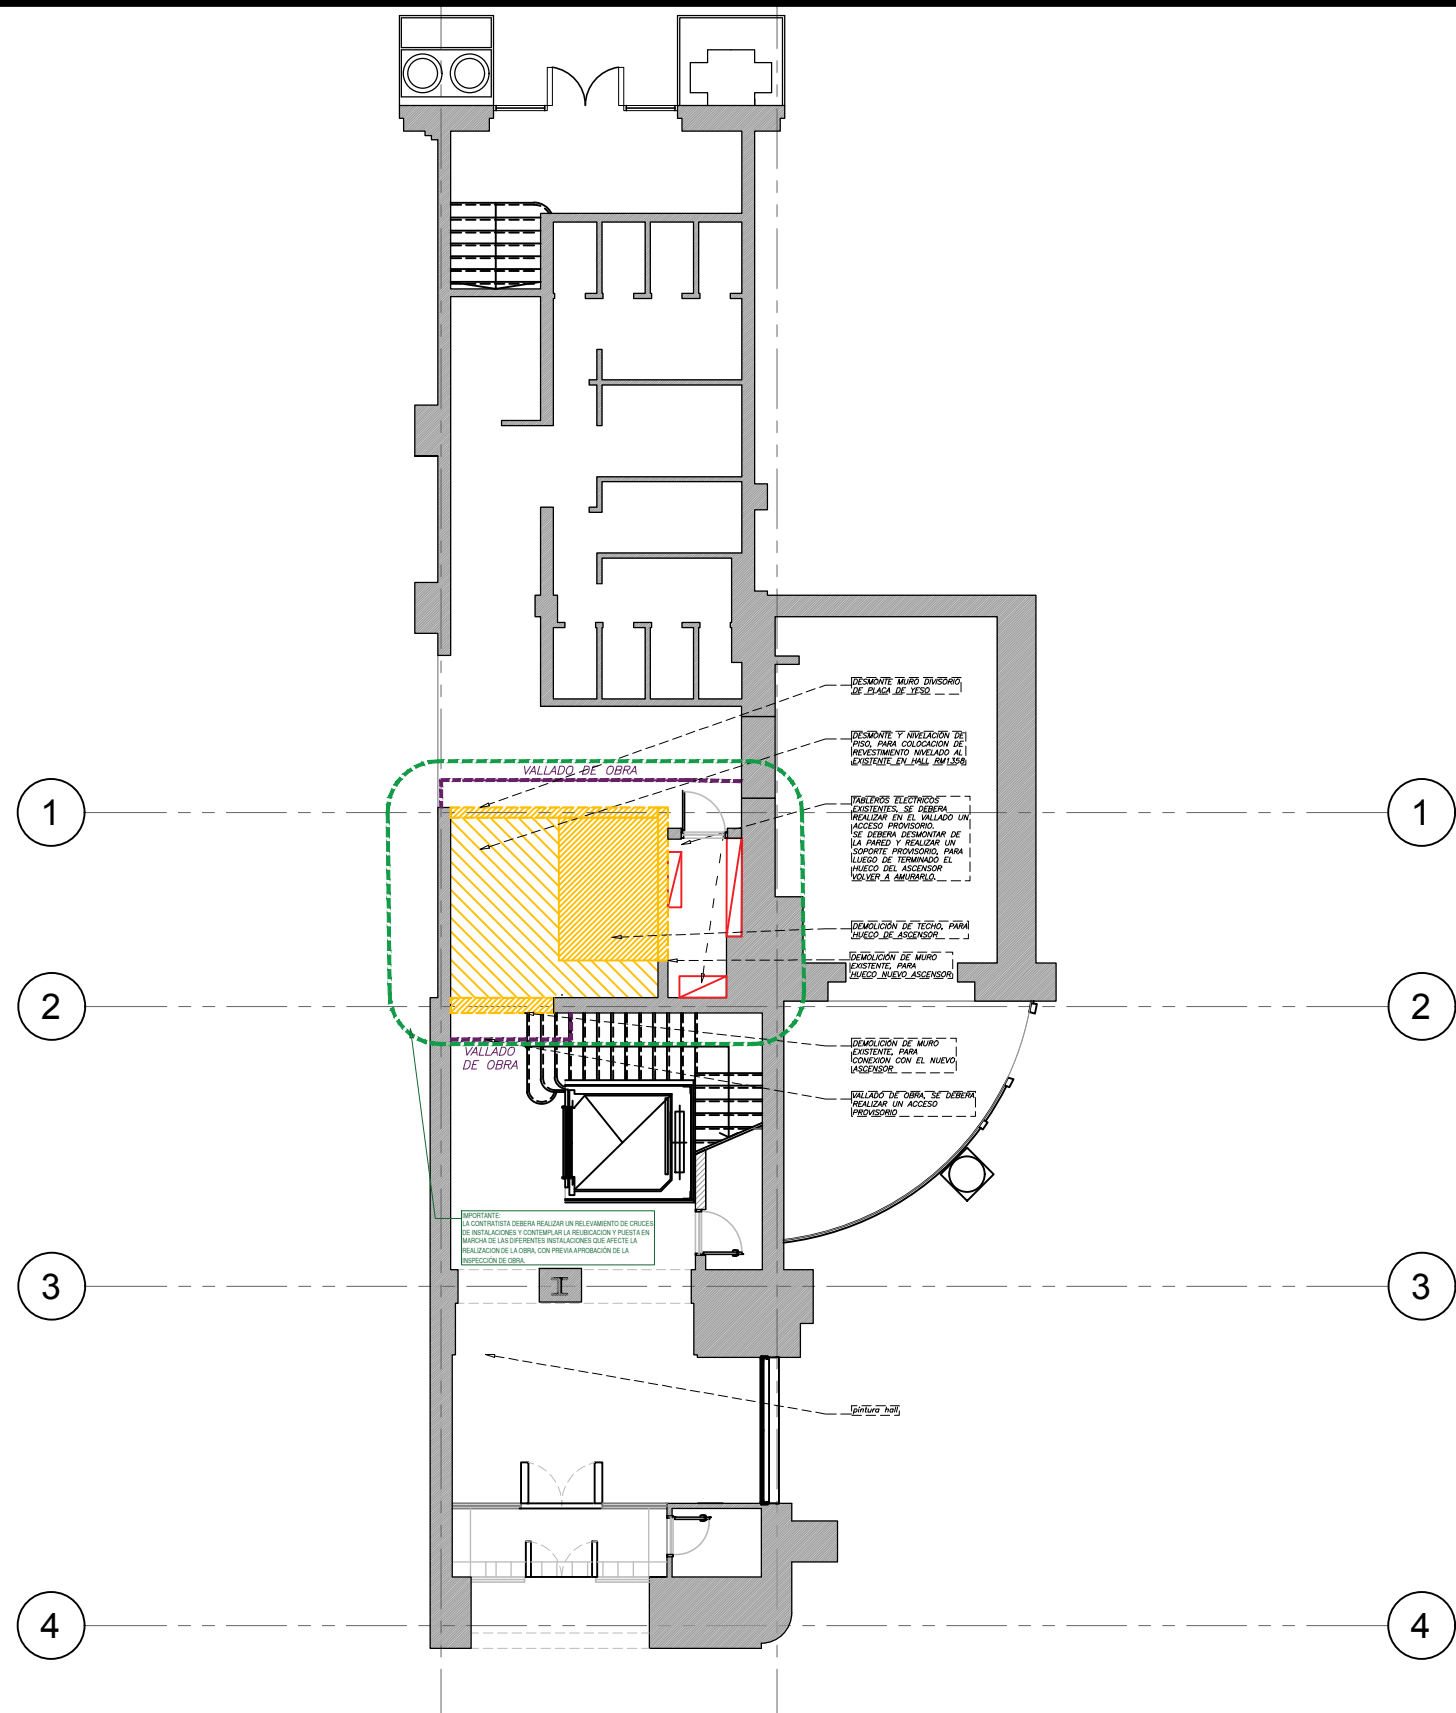 DESMONTE MURO DIVISORIO
DE PLACA DE YESO
DESMONTE Y NIVELACION DE
PISO, PARA COLOCACION DE
REVESTIMIENTO NIVELADO AL
EXISTENTE EN HALL RM1358
VALLADO DE OBRA
1
1
TABLEROS ELECTRICOS
EXISTENTES, SE DEBERA
REALIZAR EN EL VALLADO UN
ACCESO PROVISORIO.
SE DEBERA DESMONTAR DE
LA PARED Y REALIZAR UN
SOPORTE PROVISORIO, PARA
LUEGO DE TERMINADO EL
HUECO DEL ASCENSOR
VOLVER A AMURARLO.
DEMOLICIÓN DE TECHO, PARA
HUECO DE ASCENSOR
DEMOLICIÓN DE MURO
EXISTENTE, PARA
HUECO NUEVO ASCENSOR
2
2
VALLADO
DE OBRA
DEMOLICIÓN DE MURO
EXISTENTE, PARA
CONEXION CON EL NUEVO
ASCENSOR
VALLADO DE OBRA, SE DEBERA
REALIZAR UN ACCESO
PROVISORIO
IMPORTANTE:
LA CONTRATISTA DEBERA REALIZAR UN RELEVAMIENTO DE CRUCES
DE INSTALACIONES Y CONTEMPLAR LA REUBICACION Y PUESTA EN
MARCHA DE LAS DIFERENTES INSTALACIONES QUE AFECTE LA
REALIZACION DE LA OBRA, CON PREVIA APROBACIÓN DE LA
INSPECCIÓN DE OBRA.
3
3
pintura hall
4
4